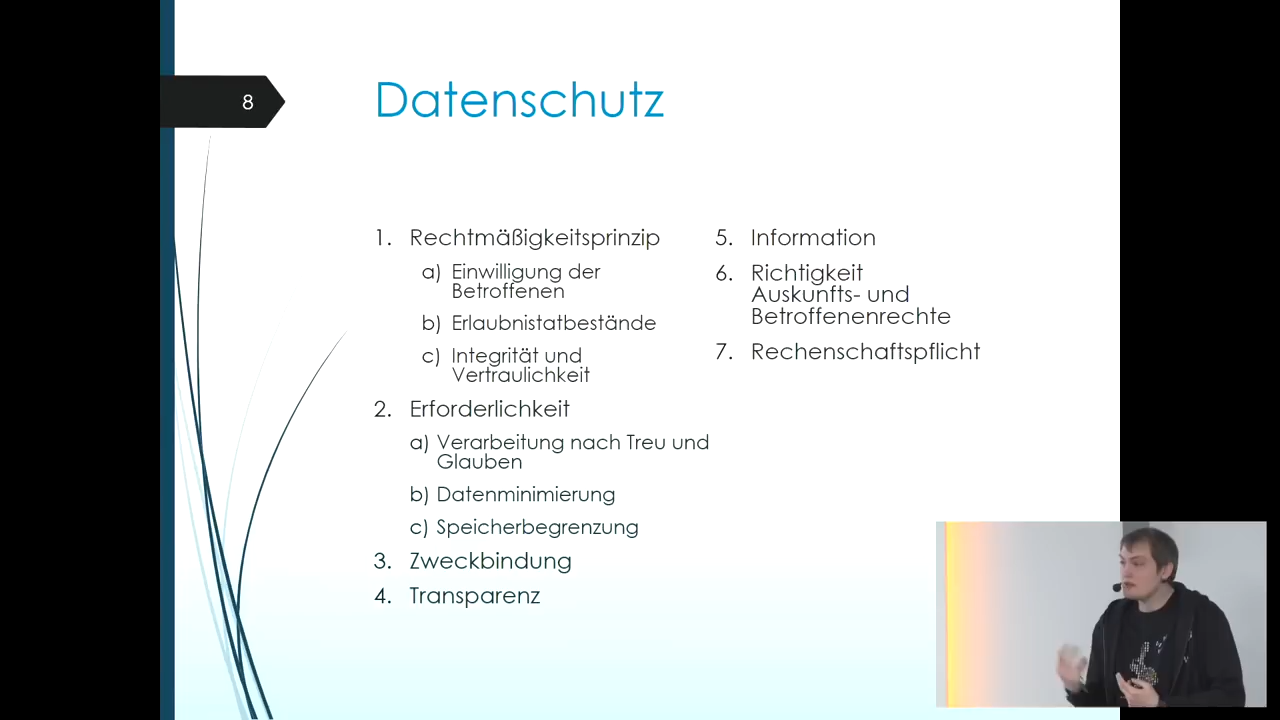 8
Datenschutz
1. Rechtmäßigkeitsprinzip
a) Einwilligung der
Betroffenen
b) Erlaubnistatbestände
c) Integrität und
Vertraulichkeit
2. Erforderlichkeit
a) Verarbeitung nach Treu und
Glauben
b) Datenminimierung
c) Speicherbegrenzung
3. Zweckbindung
4. Transparenz
5. Information
6. Richtigkeit
Auskunfts- und
Betroffenenrechte
7. Rechenschaftspflicht